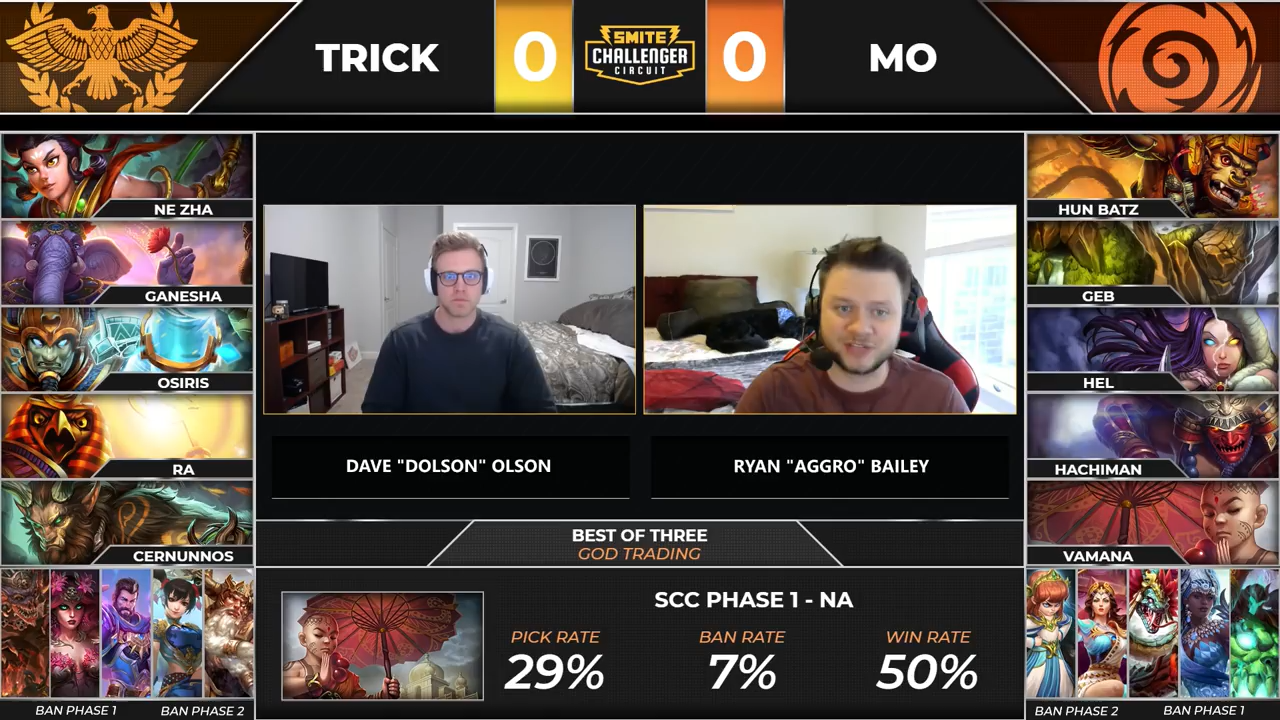 TRICK
0
SMITE
CHALLENGER
CIRCUIT
0
MO
NE ZHA
GANESHA
OSIRIS
RA
CERNUNNOS
HUN BATZ
GEB
HEL
HACHIMAN
VAMANA
DAVE "DOLSON" OLSON
RYAN "AGGRO" BAILEY
BEST OF THREE
GOD TRADING
SCC PHASE 1 - NA
PICK RATE
BAN RATE
WIN RATE
29%
7%
50%
BAN PHASE 1
BAN PHASE 2
BAN PHASE 2
BAN PHASE 1